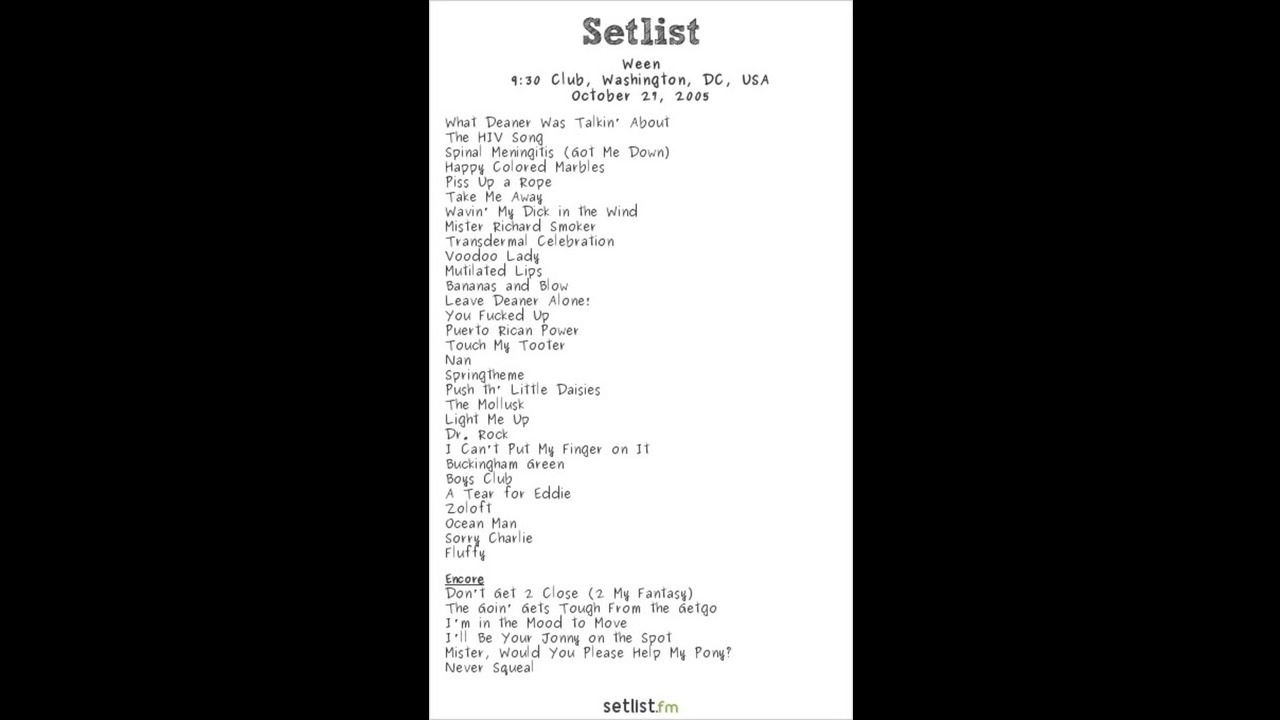 Setlist
Ween
9:30 Club, Washington, DC, USA
October 29, 2005
What Deaner Was Talkin' About
The HIV Song
Spinal Meningitis (Got Me Down)
Happy Colored Marbles
Piss Up a Rope
Take Me Away
Wavin' My Dick in the Wind
Mister Richard Smoker
Transdermal Celebration
Voodoo Lady
Mutilated Lips
Bananas and Blow
Leave Deaner Alone!
You Fucked Up
Puerto Rican Power
Touch My Tooter
Nan
Springtheme
Push th' Little Daisies
The Mollusk
Light Me Up
Dr. Rock
I Can't Put My Finger on It
Buckingham Green
Boys Club
A Tear for Eddie
Zoloft
Ocean Man
Sorry Charlie
Fluffy
Encore
Don't Get 2 Close (2 My Fantasy)
The Goin' Gets Tough From the Getgo
I'm in the Mood to Move
I'll Be Your Jonny on the Spot
Mister, Would You Please Help My Pony?
Never Squeal
setlist.fm